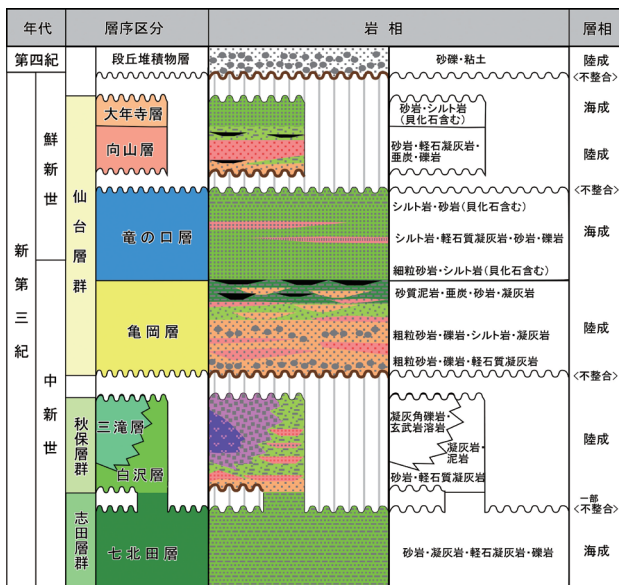 年代 層序区分 岩相 層相
第四紀 段丘堆積物層 砂礫・粘土 陸成
<不整合>
新第三紀
鮮新世
中新世
仙台層群
大年寺層 砂岩・シルト岩 海成
(貝化石含む)
向山層 砂岩・軽石凝灰岩・ 陸成
亜炭・礫岩
<不整合>
竜の口層 シルト岩・砂岩(貝化石含む) 海成
シルト岩・軽石質凝灰岩・砂岩・礫岩
細粒砂岩・シルト岩(貝化石含む)
亀岡層 砂質泥岩・亜炭・砂岩・凝灰岩 陸成
粗粒砂岩・礫岩・シルト岩・凝灰岩
粗粒砂岩・礫岩・軽石質凝灰岩
<不整合>
秋保層群
三滝層 凝灰角礫岩・ 陸成
玄武岩溶岩
白沢層 凝灰岩・
泥岩
砂岩・軽石質凝灰岩
一部
<不整合>
志田層群
七北田層 砂岩・凝灰岩・軽石凝灰岩・礫岩 海成